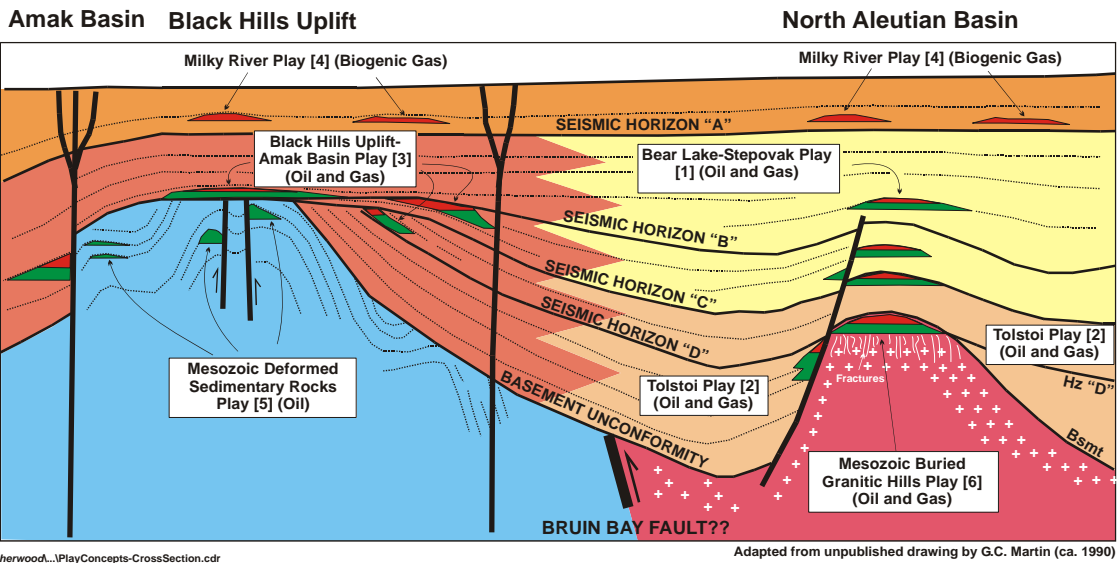 Amak Basin
Black Hills Uplift
North Aleutian Basin
Milky River Play [4] (Biogenic Gas)
Milky River Play [4] (Biogenic Gas)
SEISMIC HORIZON “A”
Black Hills Uplift-
Amak Basin Play [3]
(Oil and Gas)
Bear Lake-Stepovak Play
[1] (Oil and Gas)
SEISMIC HORIZON “B”
SEISMIC HORIZON “C”
SEISMIC HORIZON “D”
Tolstoi Play [2]
(Oil and Gas)
Fractures
Hz “D”
Mesozoic Deformed
Sedimentary Rocks
Play [5] (Oil)
Tolstoi Play [2]
(Oil and Gas)
BASEMENT UNCONFORMITY
Bsmt
Mesozoic Buried
Granitic Hills Play [6]
(Oil and Gas)
BRUIN BAY FAULT??
herwood\...\PlayConcepts-CrossSection.cdr
Adapted from unpublished drawing by G.C. Martin (ca. 1990)